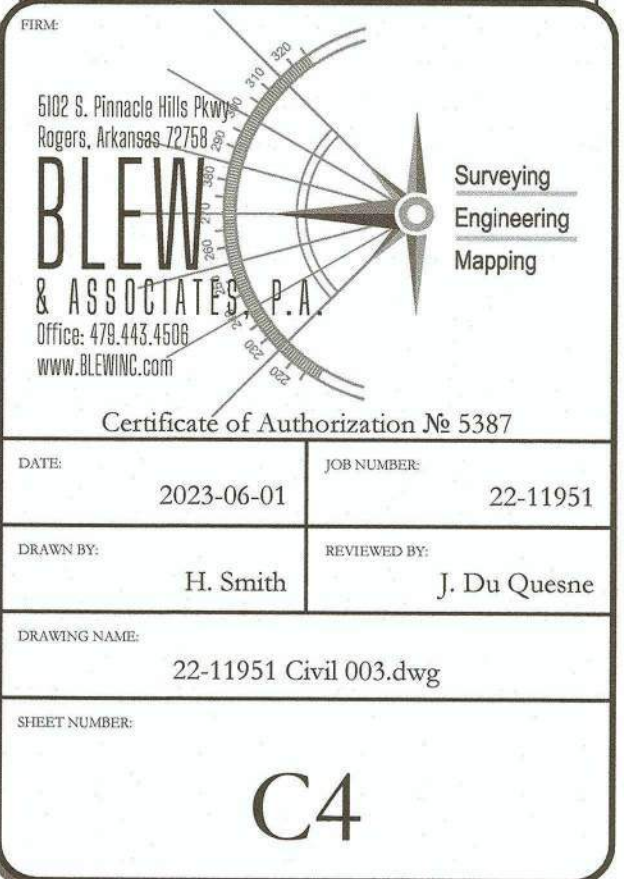 FIRM:
5102 S. Pinnacle Hills Pkwy
Rogers, Arkansas 72758
BLEW
& ASSOCIATES, P.A.
Office: 479.443.4506
www.BLEWINC.com
Surveying
Engineering
Mapping
320
310
290
380
270
260
230
220
Certificate of Authorization № 5387
DATE:
2023-06-01
JOB NUMBER:
22-11951
DRAWN BY:
H. Smith
REVIEWED BY:
J. Du Quesne
DRAWING NAME:
22-11951 Civil 003.dwg
SHEET NUMBER:
C4